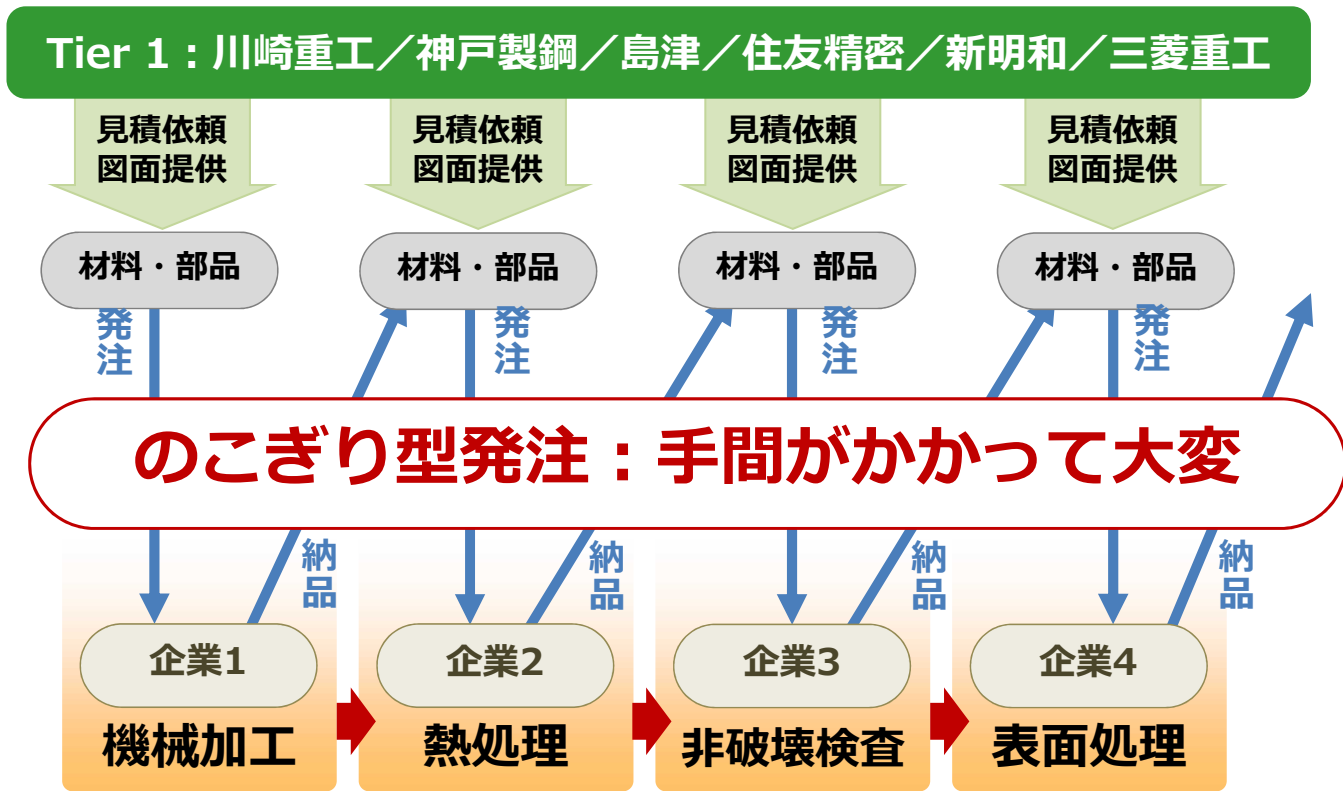 Tier 1：川崎重工／神戸製鋼／島津／住友精密／新明和／三菱重工
見積依頼
図面提供
見積依頼
図面提供
見積依頼
図面提供
見積依頼
図面提供
材料・部品
材料・部品
材料・部品
材料・部品
発注
発注
発注
発注
のこぎり型発注：手間がかかって大変
納品
納品
納品
納品
企業1
企業2
企業3
企業4
機械加工
熱処理
非破壊検査
表面処理